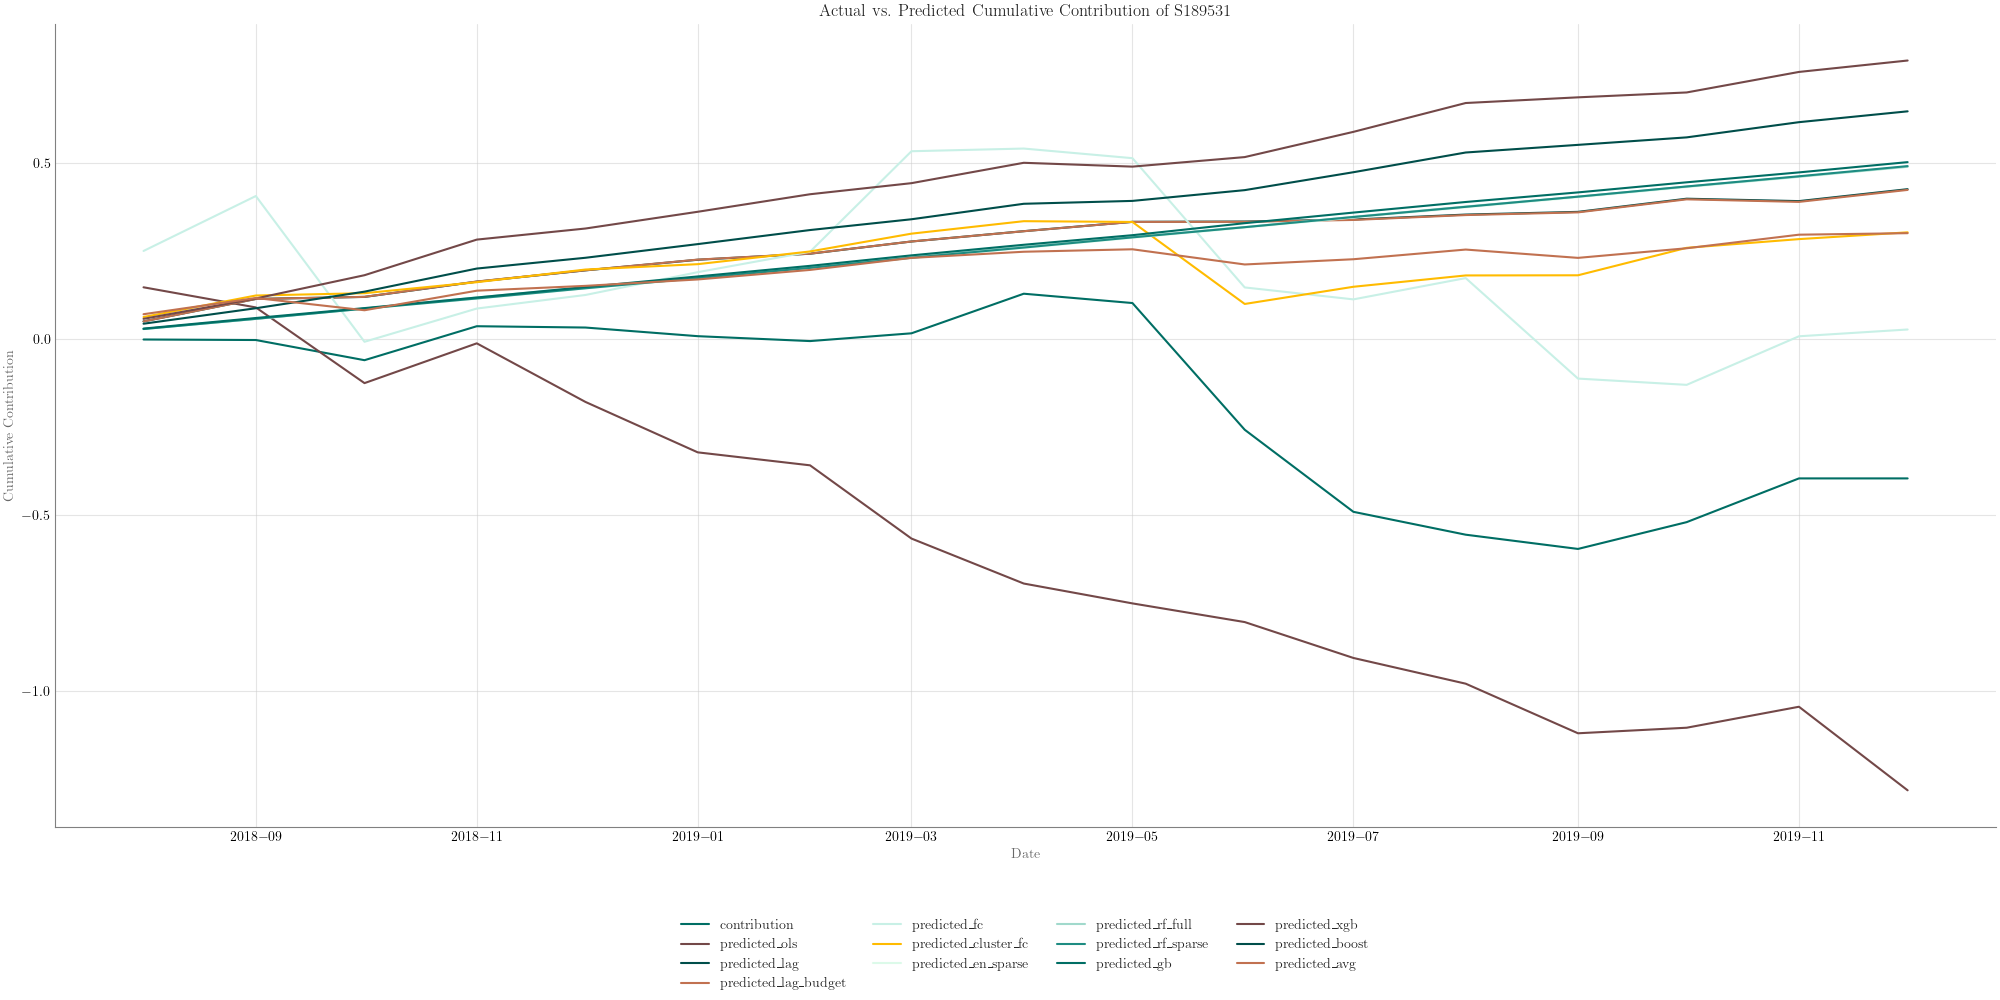 Actual vs. Predicted Cumulative Contribution of S189531
Cumulative Contribution
0.5
0.0
−0.5
−1.0
2018−09 2018−11 2019−01 2019−03 2019−05 2019−07 2019−09 2019−11
Date
contribution predicted_fc predicted_rf_full predicted_xgb
predicted_ols predicted_cluster_fc predicted_rf_sparse predicted_boost
predicted_lag predicted_en_sparse predicted_gb predicted_avg
predicted_lag_budget